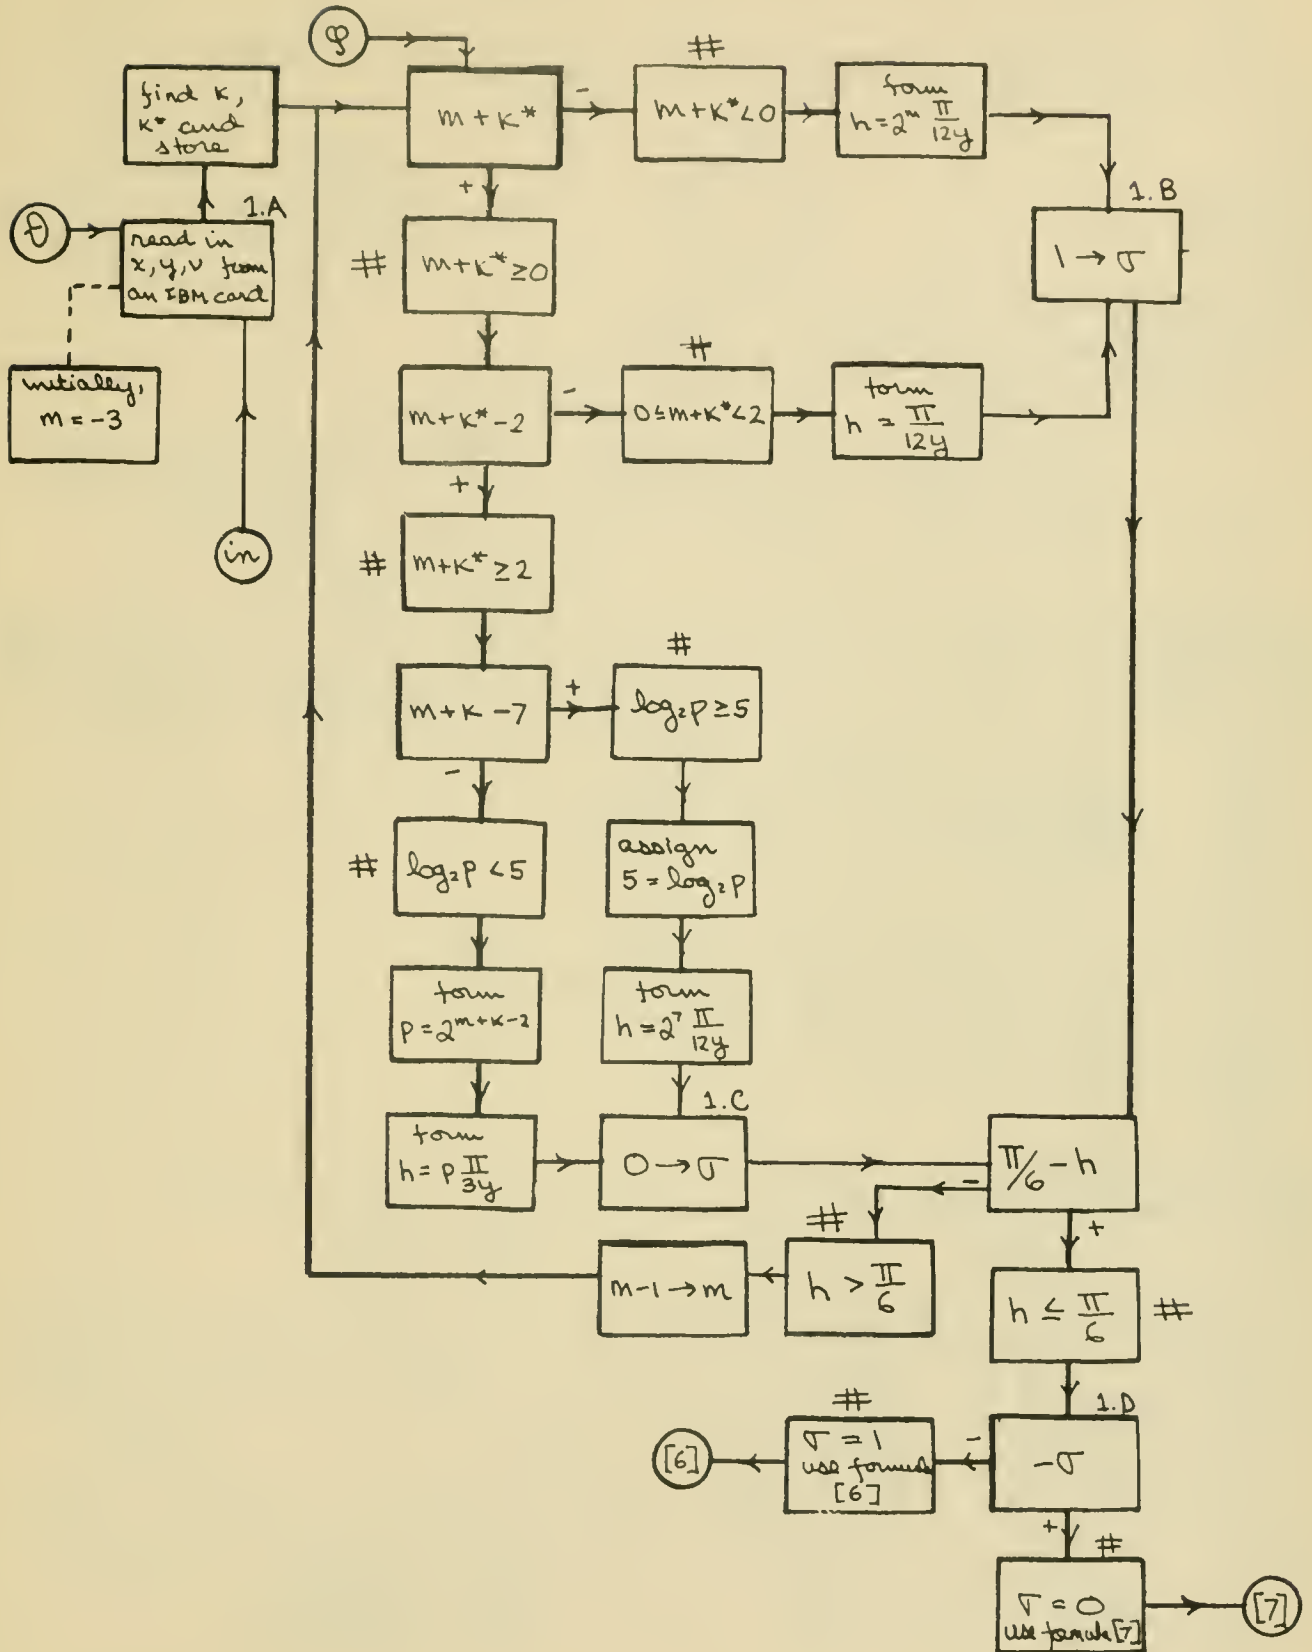 φ
#
find K,
K* and
store
m+K*
-
m+K*<0
form
h=2^m π/12y
+
1.A
1.B
θ
read in
x,y,ν from
an IBM card
#
m+K*≥0
1→σ
initially,
m=-3
#
m+K*-2
-
0≤m+K*<2
form
h = π/12y
+
in
#
m+K*≥2
#
m+K-7
+
log₂p≥5
-
#
log₂p<5
assign
5=log₂p
form
p=2^m+K-2
form
h=2^7 π/12y
1.C
form
h=p π/3y
0→σ
π/6-h
-
+
#
m-1→m
h>π/6
h≤π/6
#
#
1.D
[6]
σ=1
use formula
[6]
-
-σ
+
#
σ=0
use formula [7]
[7]